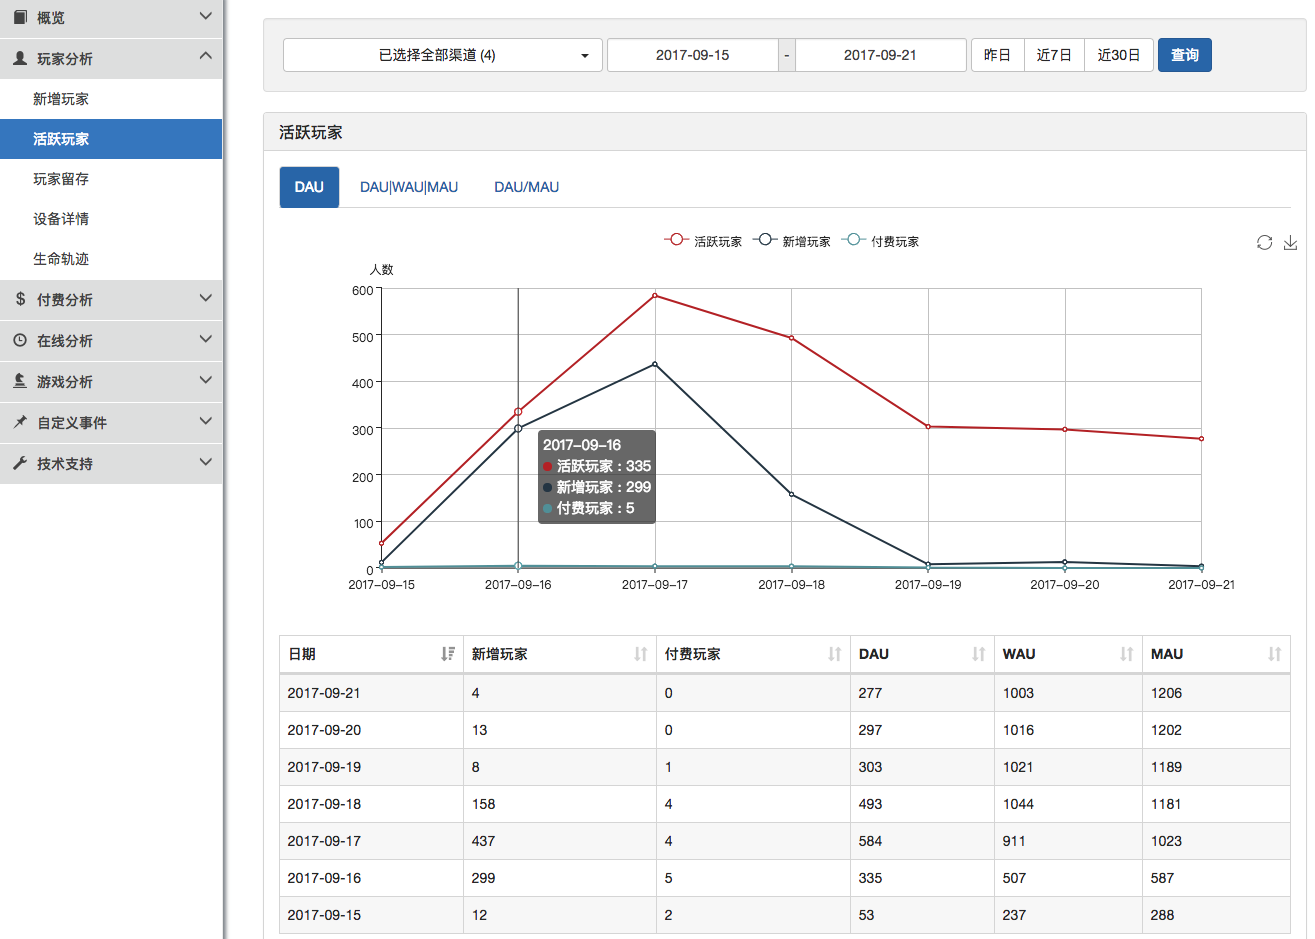 概览
玩家分析
新增玩家
活跃玩家
玩家留存
设备详情
生命轨迹
付费分析
在线分析
游戏分析
自定义事件
技术支持
已选择全部渠道 (4) 2017-09-15 - 2017-09-21 昨日 近7日 近30日 查询
活跃玩家
DAU DAU|WAU|MAU DAU/MAU
活跃玩家 新增玩家 付费玩家
人数
600
500
400
300
200
100
0
2017-09-16
活跃玩家 : 335
新增玩家 : 299
付费玩家 : 5
2017-09-15 2017-09-16 2017-09-17 2017-09-18 2017-09-19 2017-09-20 2017-09-21
日期 新增玩家 付费玩家 DAU WAU MAU
2017-09-21 4 0 277 1003 1206
2017-09-20 13 0 297 1016 1202
2017-09-19 8 1 303 1021 1189
2017-09-18 158 4 493 1044 1181
2017-09-17 437 4 584 911 1023
2017-09-16 299 5 335 507 587
2017-09-15 12 2 53 237 288